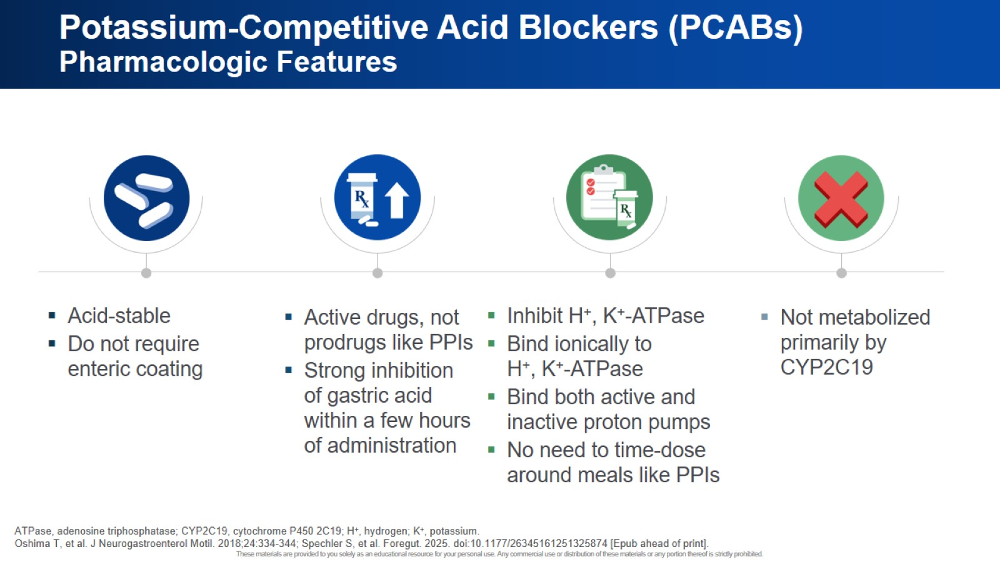 Potassium-Competitive Acid Blockers (PCABs)
Pharmacologic Features
Rx
Rx
▪ Acid-stable
▪ Do not require
enteric coating
▪ Active drugs, not
prodrugs like PPIs
▪ Strong inhibition
of gastric acid
within a few hours
of administration
▪ Inhibit H⁺, K⁺-ATPase
▪ Bind ionically to
H⁺, K⁺-ATPase
▪ Bind both active and
inactive proton pumps
▪ No need to time-dose
around meals like PPIs
▪ Not metabolized
primarily by
CYP2C19
ATPase, adenosine triphosphatase; CYP2C19, cytochrome P450 2C19; H⁺, hydrogen; K⁺, potassium.
Oshima T, et al. J Neurogastroenterol Motil. 2018;24:334-344; Spechler S, et al. Foregut. 2025. doi:10.1177/26345161251325874 [Epub ahead of print].
These materials are provided to you solely as an educational resource for your personal use. Any commercial use or distribution of these materials or any portion thereof is strictly prohibited.